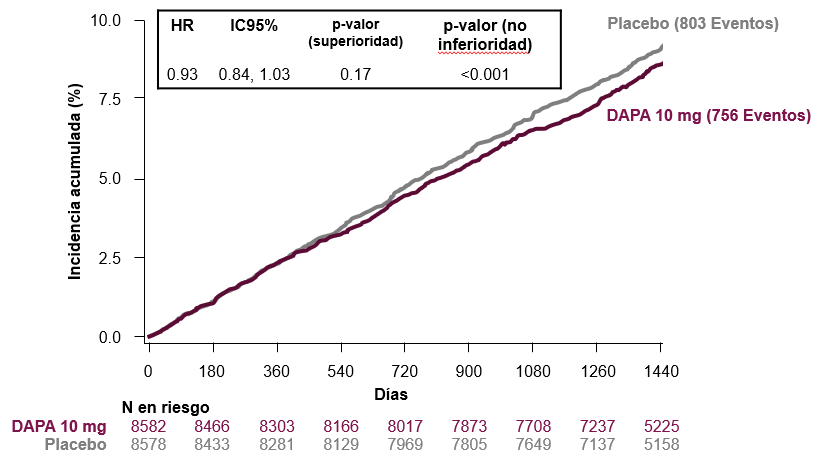 Placebo (803 Eventos)
HR IC95% p-valor (superioridad) p-valor (no inferioridad)
0.93 0.84, 1.03 0.17 <0.001
DAPA 10 mg (756 Eventos)
Incidencia acumulada (%)
10.0
7.5
5.0
2.5
0.0
0 180 360 540 720 900 1080 1260 1440
Días
N en riesgo
DAPA 10 mg 8582 8466 8303 8166 8017 7873 7708 7237 5225
Placebo 8578 8433 8281 8129 7969 7805 7649 7137 5158